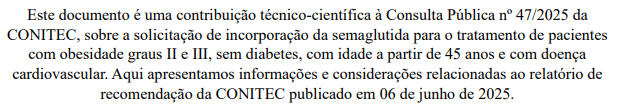 Este documento é uma contribuição técnico-científica à Consulta Pública nº 47/2025 da
CONITEC, sobre a solicitação de incorporação da semaglutida para o tratamento de pacientes
com obesidade graus II e III, sem diabetes, com idade a partir de 45 anos e com doença
cardiovascular. Aqui apresentamos informações e considerações relacionadas ao relatório de
recomendação da CONITEC publicado em 06 de junho de 2025.